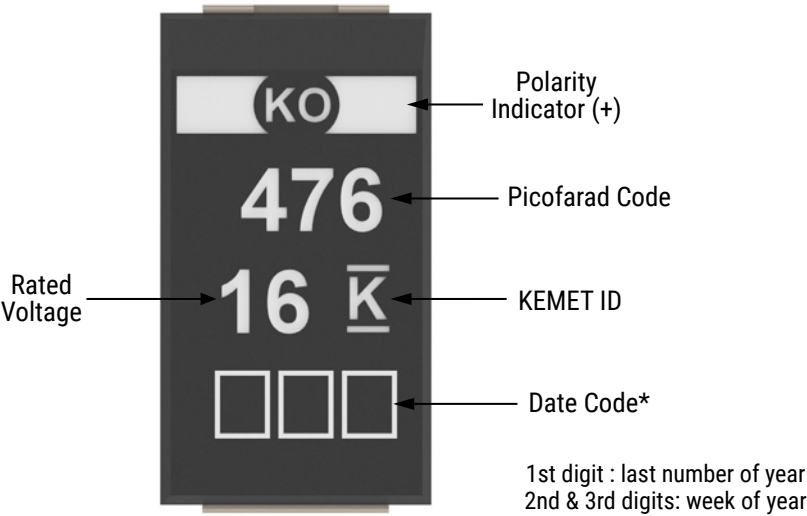 KO
Polarity
Indicator (+)
476
Picofarad Code
Rated
Voltage
16 K
KEMET ID
Date Code*
1st digit : last number of year
2nd & 3rd digits: week of year